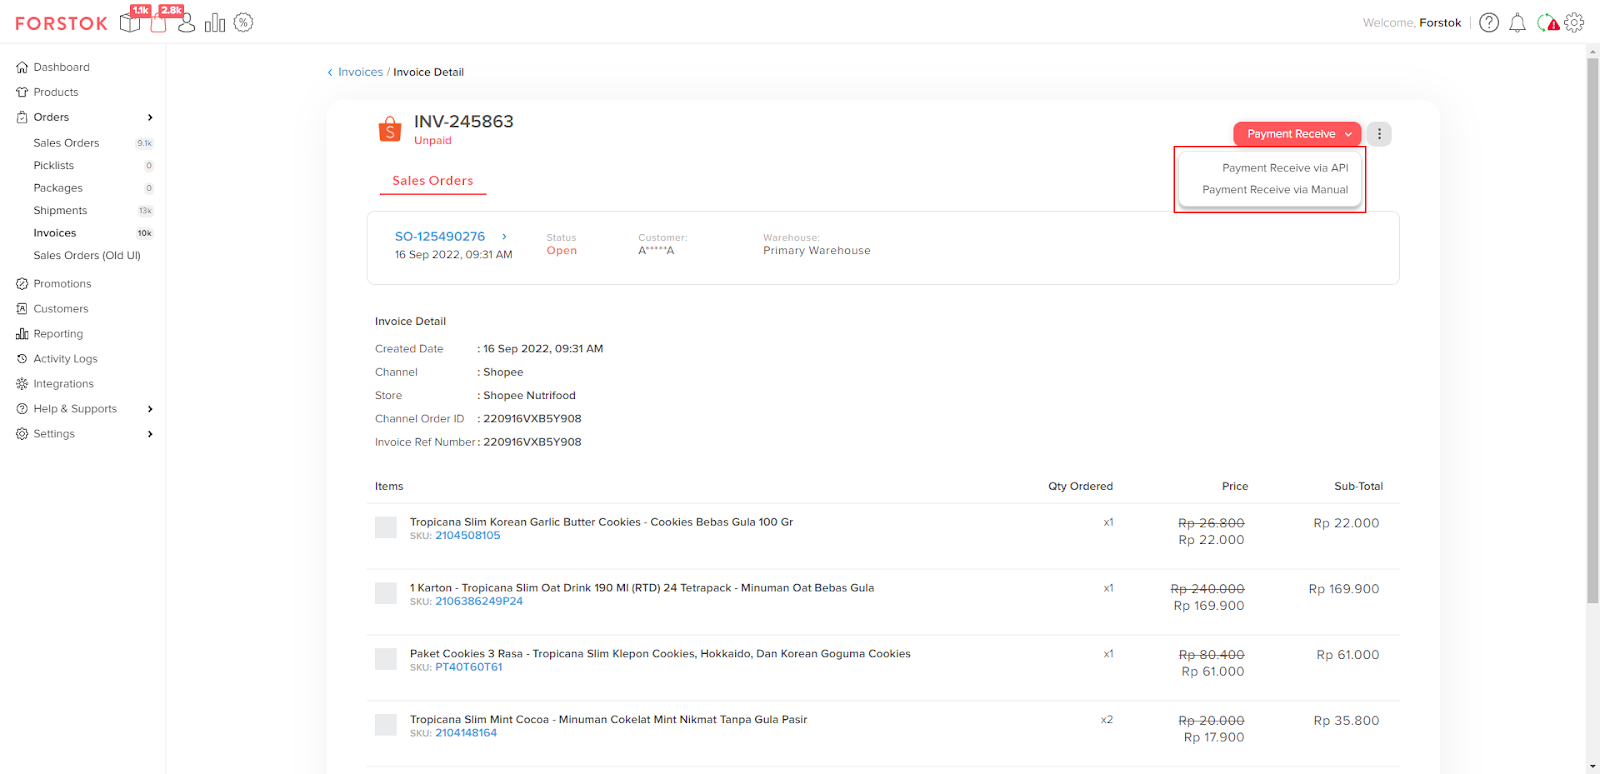 FORSTOK
1.1k
2.8k
Welcome, Forstok
Dashboard
Products
Orders
Sales Orders 9.1k
Picklists 0
Packages 0
Shipments 13k
Invoices 10k
Sales Orders (Old UI)
Promotions
Customers
Reporting
Activity Logs
Integrations
Help & Supports
Settings
Invoices / Invoice Detail
INV-245863
Unpaid
Payment Receive
Payment Receive via API
Payment Receive via Manual
Sales Orders
SO-125490276
16 Sep 2022, 09:31 AM
Status
Open
Customer:
A*****A
Warehouse:
Primary Warehouse
Invoice Detail
Created Date : 16 Sep 2022, 09:31 AM
Channel : Shopee
Store : Shopee Nutrifood
Channel Order ID : 220916VXB5Y908
Invoice Ref Number : 220916VXB5Y908
Items Qty Ordered Price Sub-Total
Tropicana Slim Korean Garlic Butter Cookies - Cookies Bebas Gula 100 Gr x1 Rp 26.800 Rp 22.000
SKU: 2104508105 Rp 22.000
1 Karton - Tropicana Slim Oat Drink 190 Ml (RTD) 24 Tetrapack - Minuman Oat Bebas Gula x1 Rp 240.000 Rp 169.900
SKU: 2106386249P24 Rp 169.900
Paket Cookies 3 Rasa - Tropicana Slim Klepon Cookies, Hokkaido, Dan Korean Goguma Cookies x1 Rp 80.400 Rp 61.000
SKU: PT40T60T61 Rp 61.000
Tropicana Slim Mint Cocoa - Minuman Cokelat Mint Nikmat Tanpa Gula Pasir x2 Rp 20.000 Rp 35.800
SKU: 2104148164 Rp 17.900